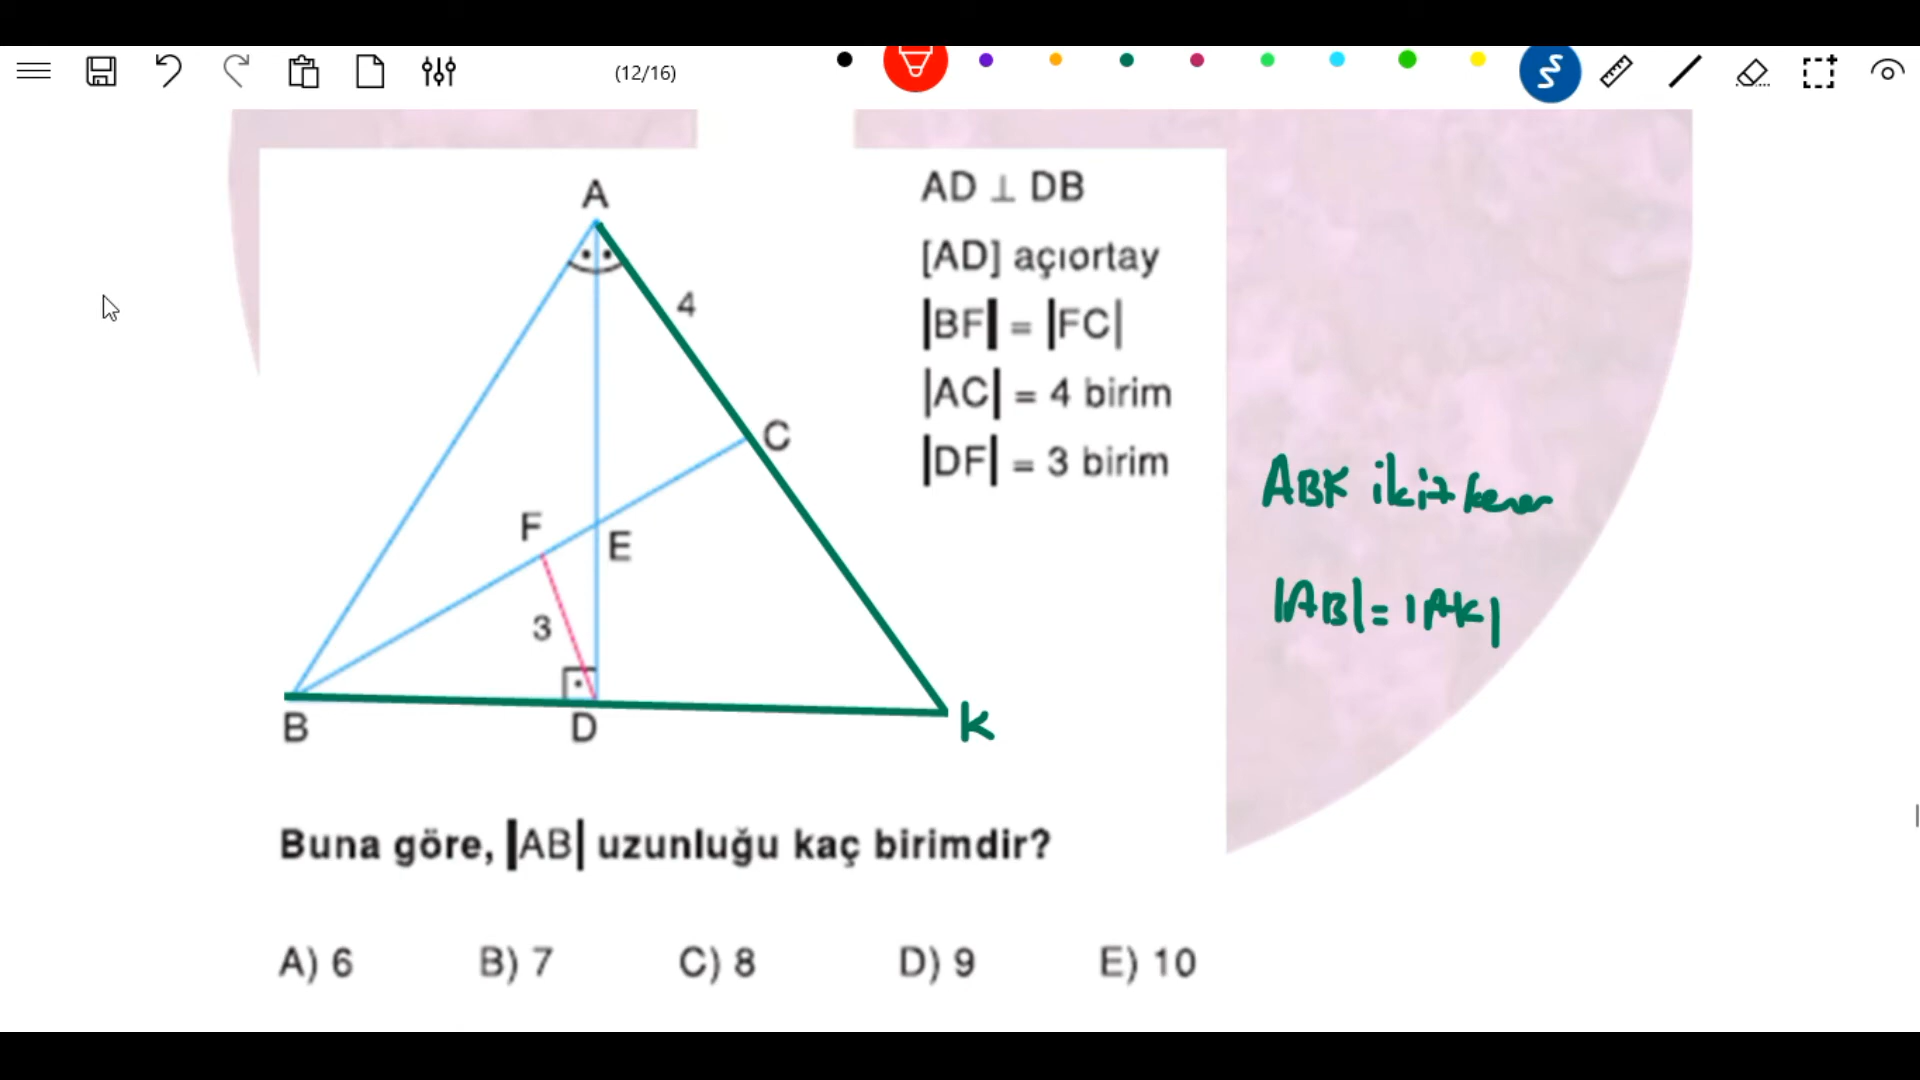 (12/16)
A
4
C
F
E
3
B
D
K
AD ⊥ DB
[AD] açıortay
|BF| = |FC|
|AC| = 4 birim
|DF| = 3 birim
ABK ikizkenar
|AB| = |AK|
Buna göre, |AB| uzunluğu kaç birimdir?
A) 6 B) 7 C) 8 D) 9 E) 10